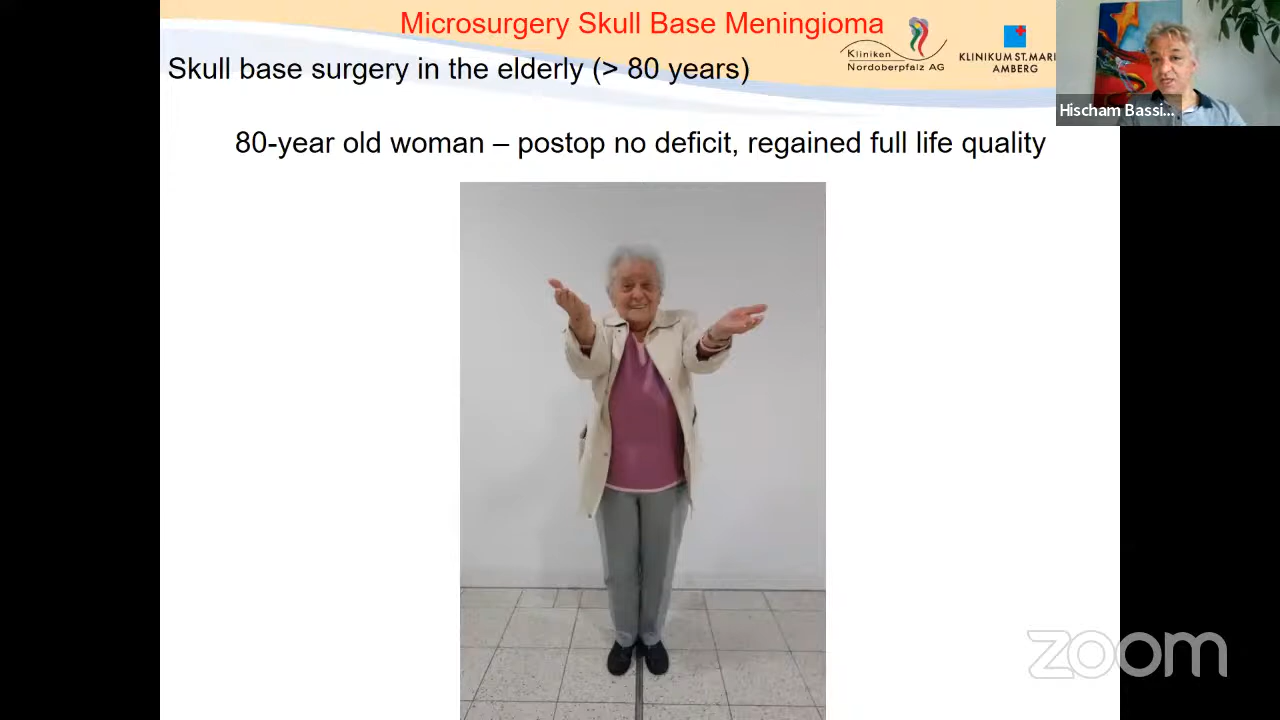 Microsurgery Skull Base Meningioma
Skull base surgery in the elderly (> 80 years)
Kliniken
Nordoberpfalz AG
KLINIKUM ST.MARI
AMBERG
Hischam Bassi...
80-year old woman – postop no deficit, regained full life quality
zoom